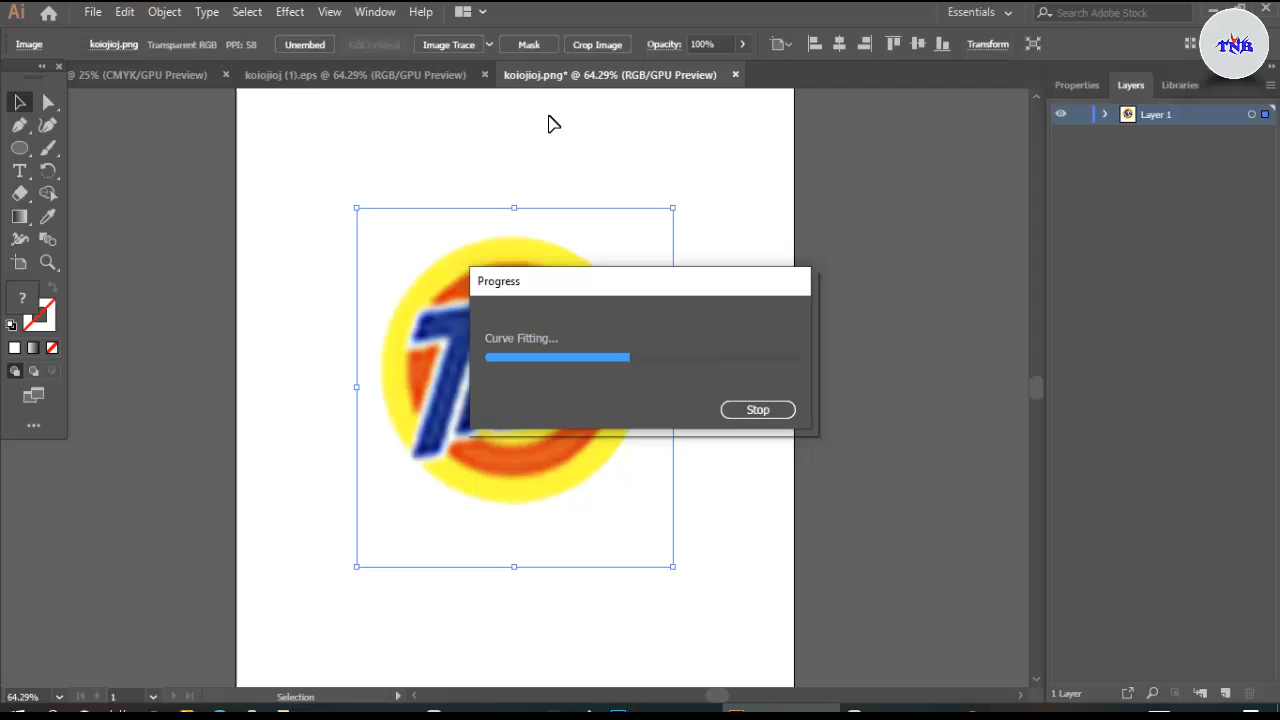 Ai File Edit Object Type Select Effect View Window Help Essentials Search Adobe Stock
Image koiojioj.png Transparent RGB PPI: 58 Unembed Edit Original Image Trace Mask Crop Image Opacity: 100% Transform
TNB
@ 25% (CMYK/GPU Preview) koiojioj (1).eps @ 64.29% (RGB/GPU Preview) koiojioj.png* @ 64.29% (RGB/GPU Preview)
Properties Layers Libraries
Layer 1
Progress
Curve Fitting...
Stop
?
64.29% 1 Selection 1 Layer